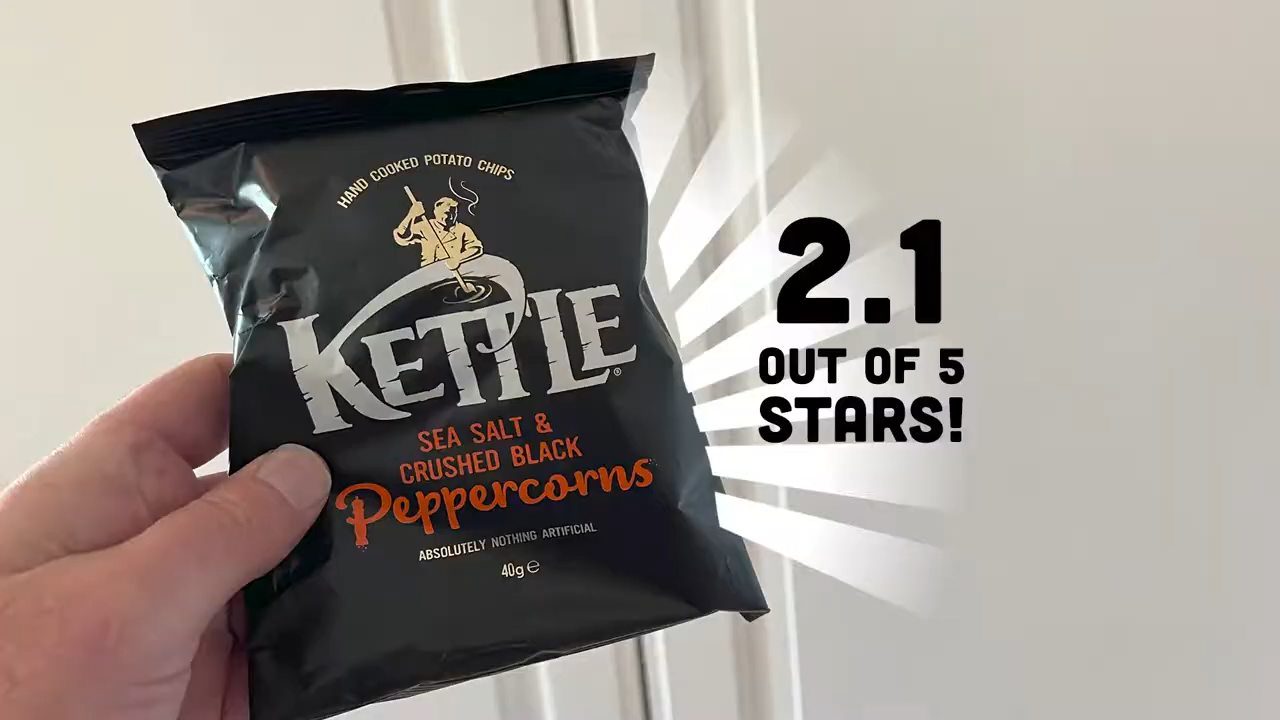 HAND COOKED POTATO CHIPS
KETTLE®
SEA SALT &
CRUSHED BLACK
Peppercorns
ABSOLUTELY NOTHING ARTIFICIAL
40g ℮
2.1
OUT OF 5
STARS!